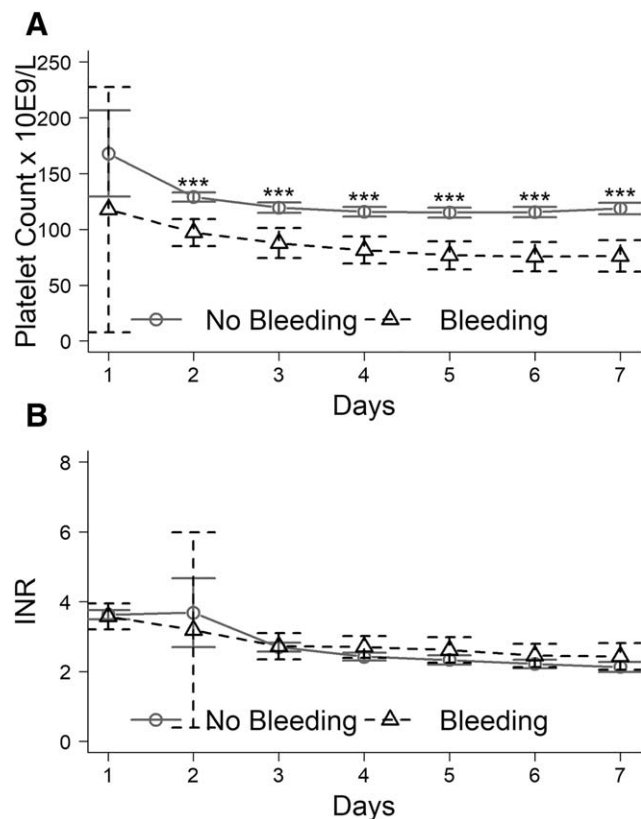 A
Platelet Count x 10E9/L
250
200
150
100
50
0
*** *** *** *** *** ***
No Bleeding Bleeding
1 2 3 4 5 6 7
Days
B
INR
8
6
4
2
0
No Bleeding Bleeding
1 2 3 4 5 6 7
Days